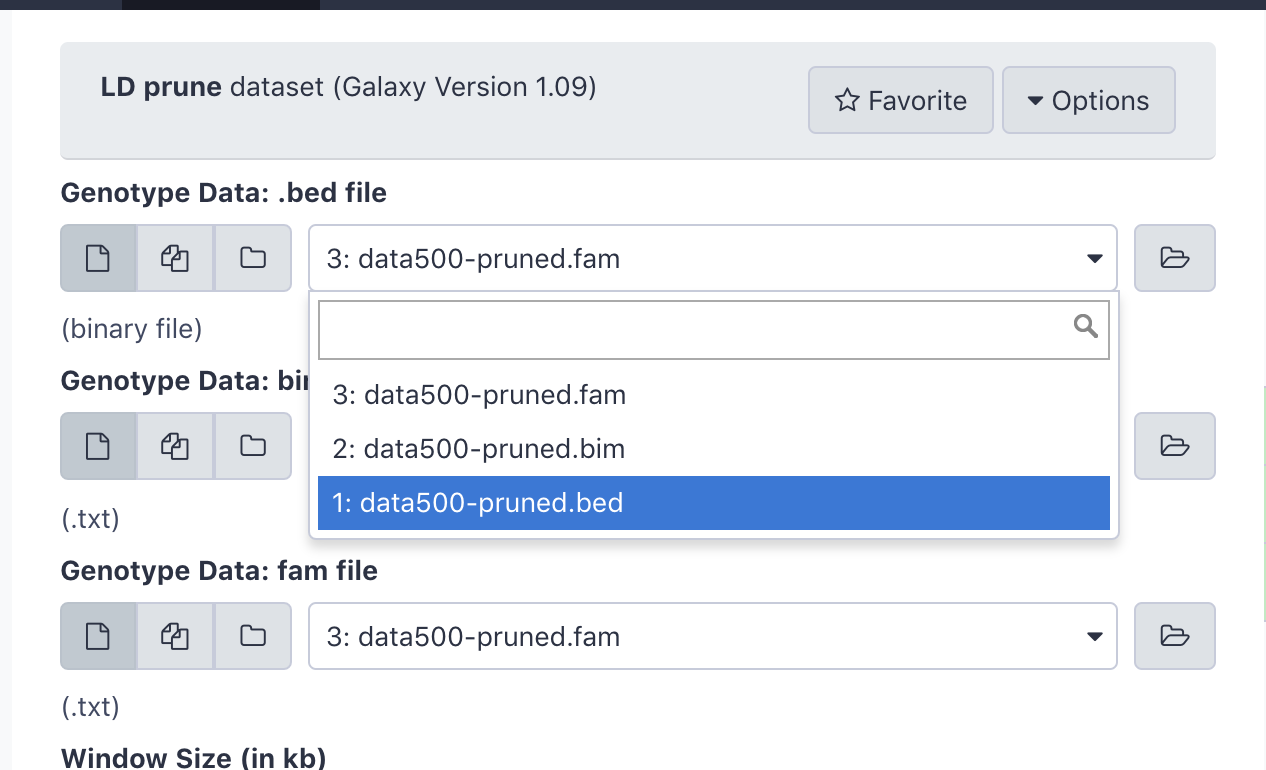 LD prune dataset (Galaxy Version 1.09)
Favorite
Options
Genotype Data: .bed file
3: data500-pruned.fam
(binary file)
3: data500-pruned.fam
2: data500-pruned.bim
1: data500-pruned.bed
Genotype Data:
(.txt)
Genotype Data: fam file
3: data500-pruned.fam
(.txt)
Window Size (in kb)